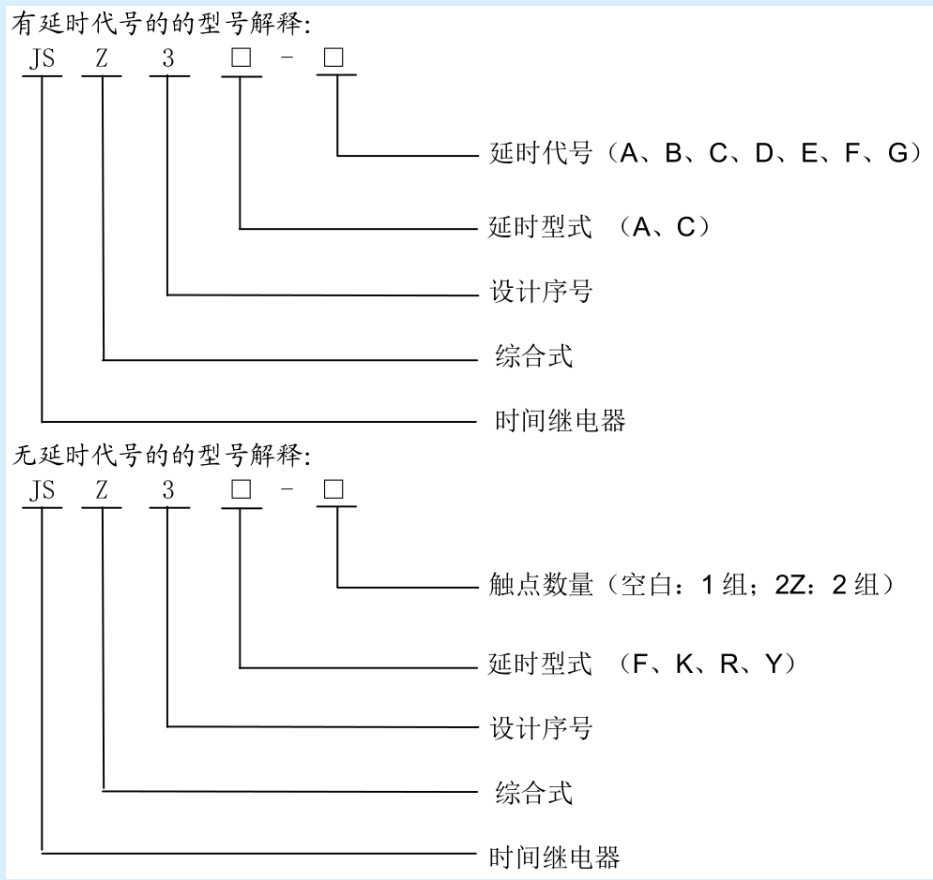 有延时代号的的型号解释:
JS Z 3 □ - □
延时代号（A、B、C、D、E、F、G）
延时型式 （A、C）
设计序号
综合式
时间继电器
无延时代号的的型号解释:
JS Z 3 □ - □
触点数量（空白：1 组；2Z：2 组）
延时型式 （F、K、R、Y）
设计序号
综合式
时间继电器